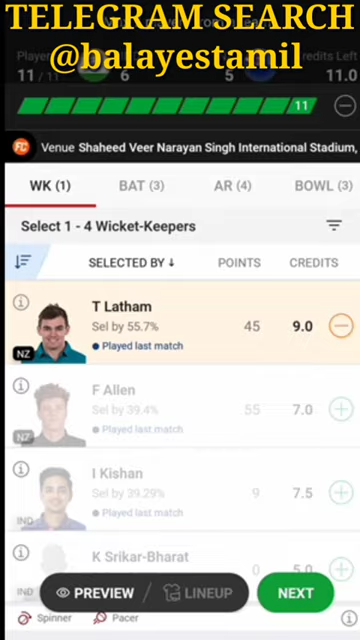 TELEGRAM SEARCH
@balayestamil
Credits Left
11 / 11
6
5
11.0
11
FC Venue Shaheed Veer Narayan Singh International Stadium,
WK (1) BAT (3) AR (4) BOWL (3)
Select 1 - 4 Wicket-Keepers
SELECTED BY ↓ POINTS CREDITS
T Latham
Sel by 55.7% 45 9.0
NZ Played last match
F Allen
Sel by 39.4% 55 7.0
NZ Played last match
I Kishan
Sel by 39.29% 9 7.5
IND Played last match
K Srikar-Bharat
0 5.0
IND
PREVIEW / LINEUP NEXT
Spinner Pacer